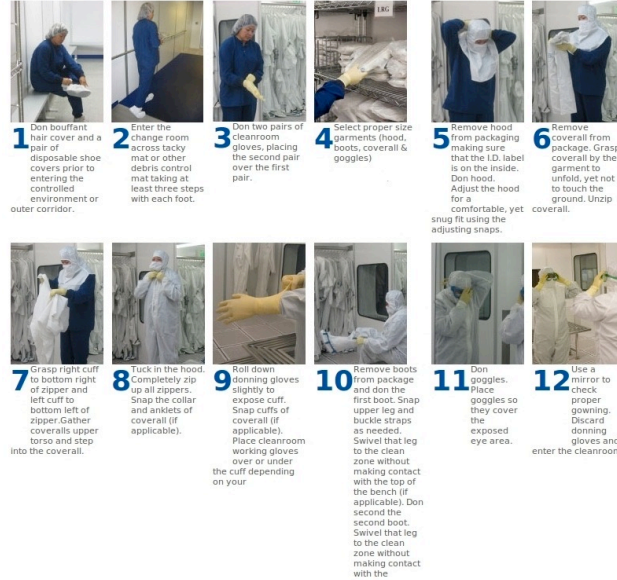 LRG
1 Don bouffant
hair cover and a
pair of
disposable shoe
covers prior to
entering the
controlled
environment or
outer corridor.
2 Enter the
change room
across tacky
mat or other
debris control
mat taking at
least three steps
with each foot.
3 Don two pairs of
cleanroom
gloves, placing
the second pair
over the first
pair.
4 Select proper size
garments (hood,
boots, coverall &
goggles)
5 Remove hood
from packaging
making sure
that the I.D. label
is on the inside.
Don hood.
Adjust the hood
for a
comfortable, yet
snug fit using the
adjusting snaps.
6 Remove
coverall from
package. Grasp
coverall by the
garment to
unfold, yet not
to touch the
ground. Unzip
coverall.
7 Grasp right cuff
to bottom right
of zipper and
left cuff to
bottom left of
zipper.Gather
coveralls upper
torso and step
into the coverall.
8 Tuck in the hood.
Completely zip
up all zippers.
Snap the collar
and anklets of
coverall (if
applicable).
9 Roll down
donning gloves
slightly to
expose cuff.
Snap cuffs of
coverall (if
applicable).
Place cleanroom
working gloves
over or under
the cuff depending
on your
10 Remove boots
from package
and don the
first boot. Snap
upper leg and
buckle straps
as needed.
Swivel that leg
to the clean
zone without
making contact
with the top of
the bench (if
applicable). Don
second the
second boot.
Swivel that leg
to the clean
zone without
making contact
with the
11 Don
goggles.
Place
goggles so
they cover
the
exposed
eye area.
12 Use a
mirror to
check
proper
gowning.
Discard
donning
gloves and
enter the cleanroom